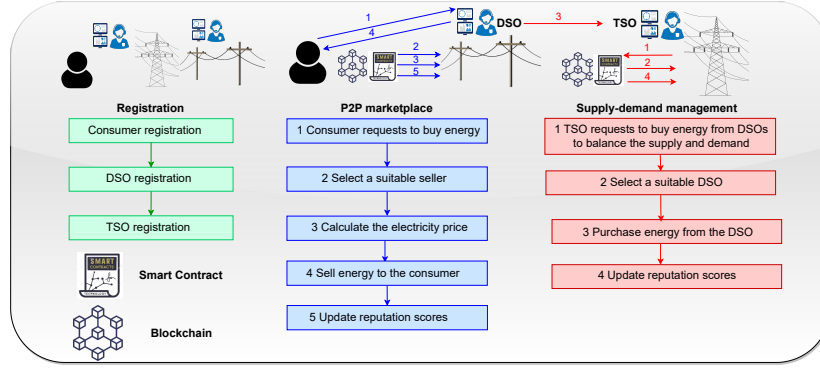 1
4
DSO
3
TSO
2
3
5
1
2
4
Registration
Consumer registration
DSO registration
TSO registration
SMART
CONTRACTS
Smart Contract
Blockchain
P2P marketplace
1 Consumer requests to buy energy
2 Select a suitable seller
3 Calculate the electricity price
4 Sell energy to the consumer
5 Update reputation scores
Supply-demand management
1 TSO requests to buy energy from DSOs
to balance the supply and demand
2 Select a suitable DSO
3 Purchase energy from the DSO
4 Update reputation scores